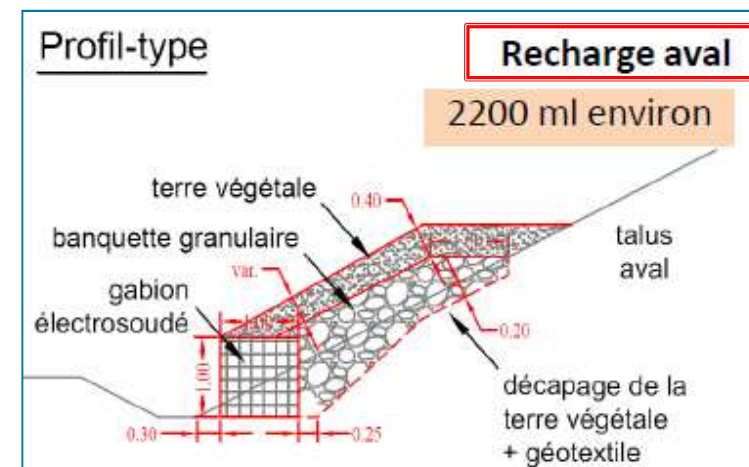 Profil-type
Recharge aval
2200 ml environ
terre végétale
0.40
banquette granulaire
talus
aval
var.
gabion
électrosoudé
0.20
1.00
décapage de la
terre végétale
+ géotextile
0.30
0.25